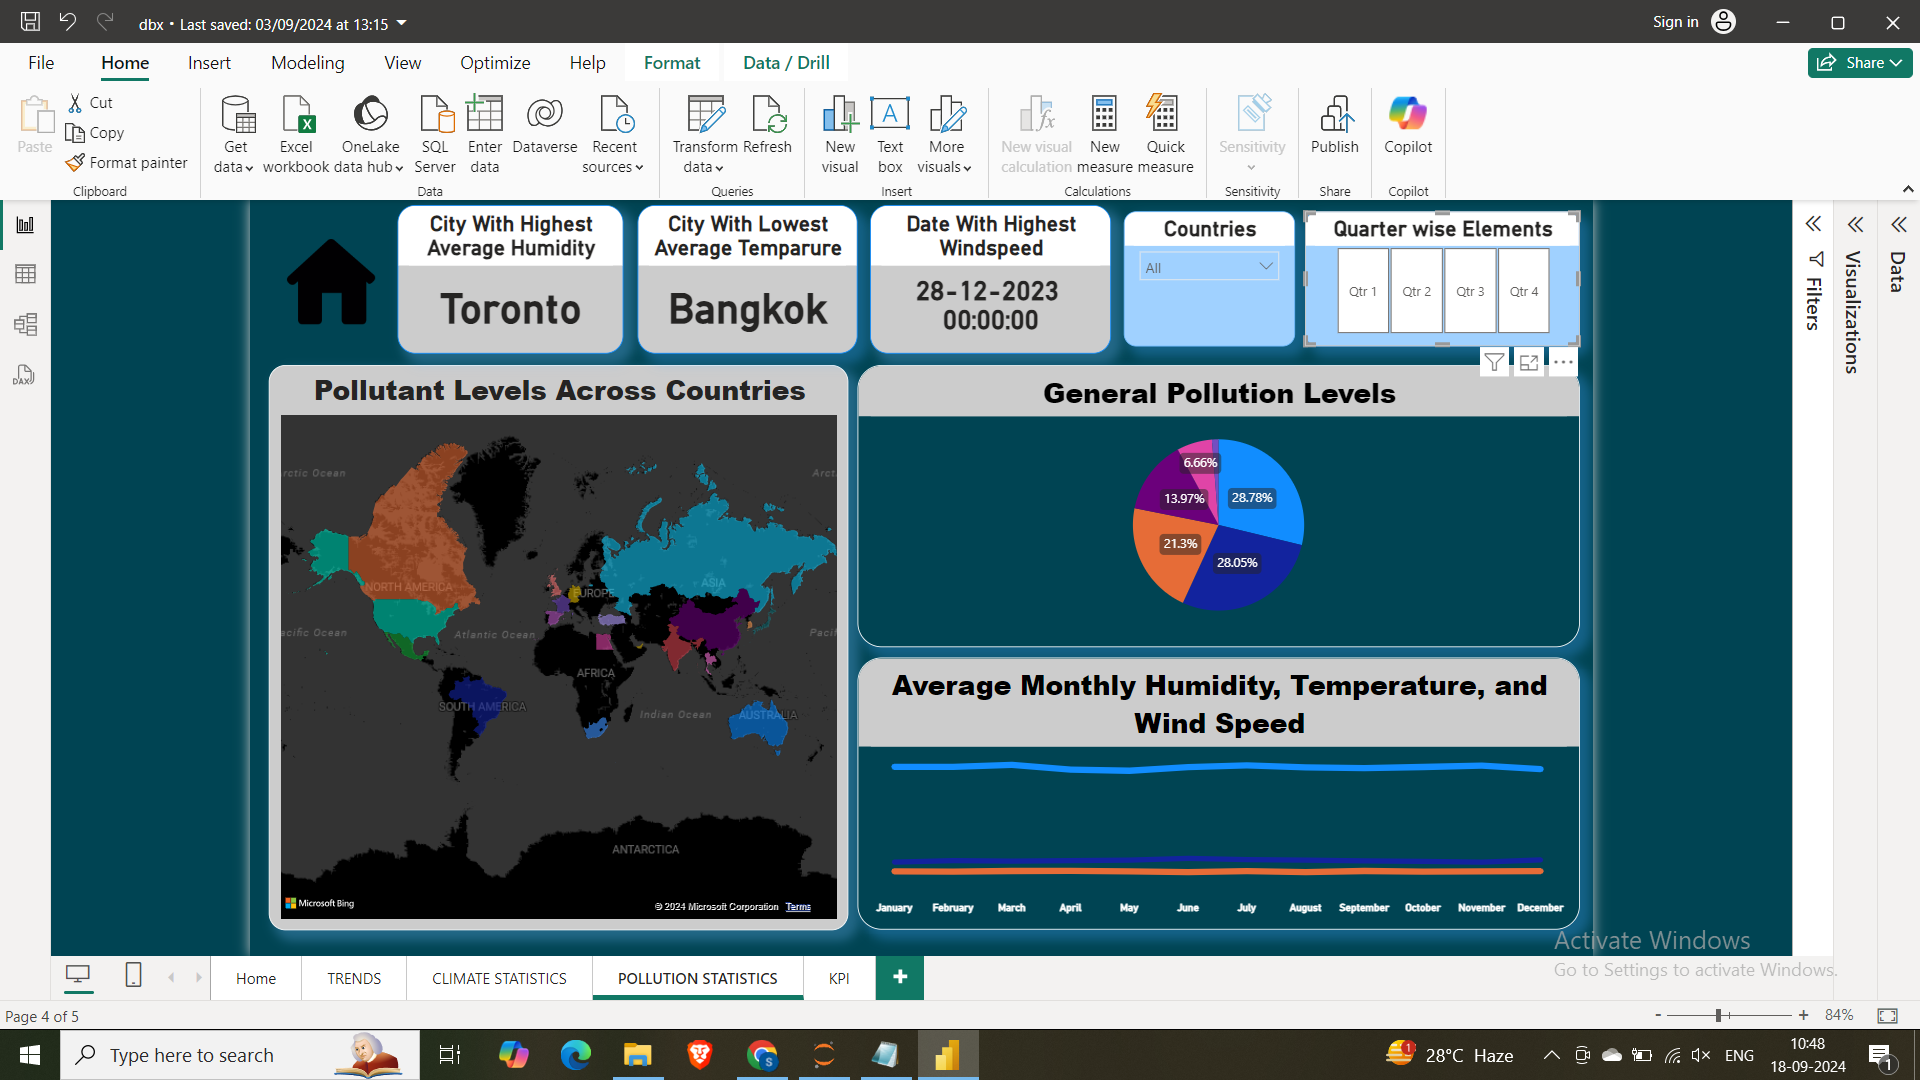 dbx • Last saved: 03/09/2024 at 13:15
Sign in
File Home Insert Modeling View Optimize Help Format Data / Drill
Share
Paste
Cut
Copy
Format painter
Clipboard
Get data
Excel workbook
OneLake data hub
SQL Server
Enter data
Dataverse
Recent sources
Data
Transform data
Refresh
Queries
New visual
Text box
More visuals
Insert
New visual calculation
New measure
Quick measure
Calculations
Sensitivity
Sensitivity
Publish
Share
Copilot
Copilot
DAX
City With Highest
Average Humidity
Toronto
City With Lowest
Average Temparure
Bangkok
Date With Highest
Windspeed
28-12-2023
00:00:00
Countries
All
Quarter wise Elements
Qtr 1 Qtr 2 Qtr 3 Qtr 4
Filters
Visualizations
Data
Pollutant Levels Across Countries
rctic Ocean
Arct
NORTH AMERICA
EUROPE
ASIA
acific Ocean
Atlantic Ocean
Pacif
AFRICA
SOUTH AMERICA
Indian Ocean
AUSTRALIA
ANTARCTICA
Microsoft Bing
© 2024 Microsoft Corporation Terms
General Pollution Levels
6.66%
13.97%
28.78%
21.3%
28.05%
Average Monthly Humidity, Temperature, and
Wind Speed
January February March April May June July August September October November December
Activate Windows
Go to Settings to activate Windows.
Home TRENDS CLIMATE STATISTICS POLLUTION STATISTICS KPI +
Page 4 of 5
- + 84%
Type here to search
1
28°C Haze
ENG
10:48
18-09-2024
1